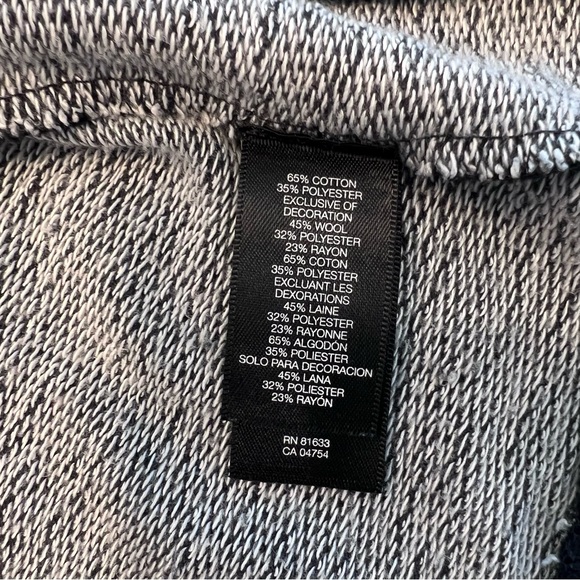 65% COTTON
35% POLYESTER
EXCLUSIVE OF
DECORATION
45% WOOL
32% POLYESTER
23% RAYON
65% COTON
35% POLYESTER
EXCLUANT LES
DEXORATIONS
45% LAINE
32% POLYESTER
23% RAYONNE
65% ALGODÓN
35% POLIESTER
SOLO PARA DECORACION
45% LANA
32% POLIESTER
23% RAYÓN
RN 81633
CA 04754